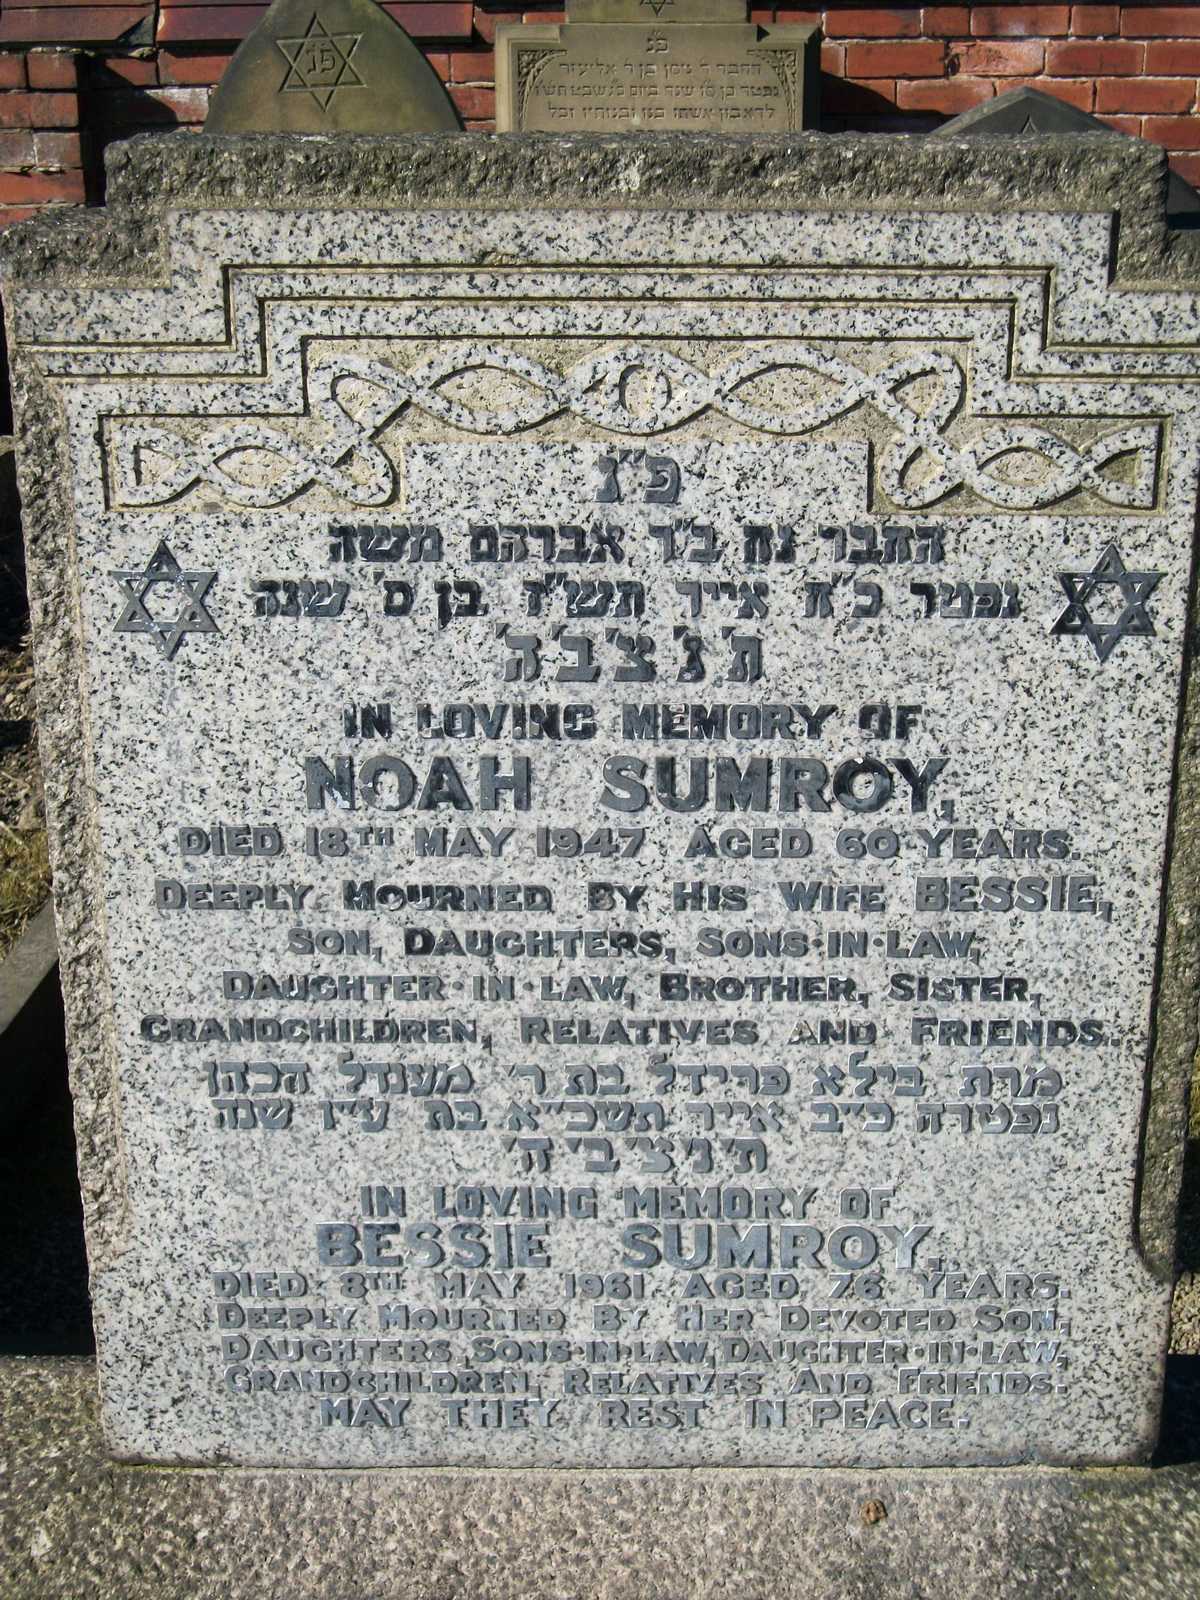 פ"נ
פ"נ
החבר ר ניסן בן ר אליעזר
פ"נ
החבר נח ב"ר אברהם משה
נפטר כ"ח אייר תש"ז בן ס' שנה
ת'נ'צ'ב'ה'
IN LOVING MEMORY OF
NOAH SUMROY,
DIED 18TH MAY 1947 AGED 60 YEARS.
DEEPLY MOURNED BY HIS WIFE BESSIE,
SON, DAUGHTERS, SONS·IN·LAW,
DAUGHTER·IN·LAW, BROTHER, SISTER,
GRANDCHILDREN, RELATIVES AND FRIENDS.
מרת בילא פריידל בת ר' מענדל הכהן
נפטרה כ"ב אייר תשכ"א בת ע"ו שנה
ת'נ'צ'ב'ה'
IN LOVING MEMORY OF
BESSIE SUMROY,
DIED 8TH MAY 1961 AGED 76 YEARS.
DEEPLY MOURNED BY HER DEVOTED SON,
DAUGHTERS, SONS·IN·LAW, DAUGHTER·IN·LAW,
GRANDCHILDREN, RELATIVES AND FRIENDS.
MAY THEY REST IN PEACE.